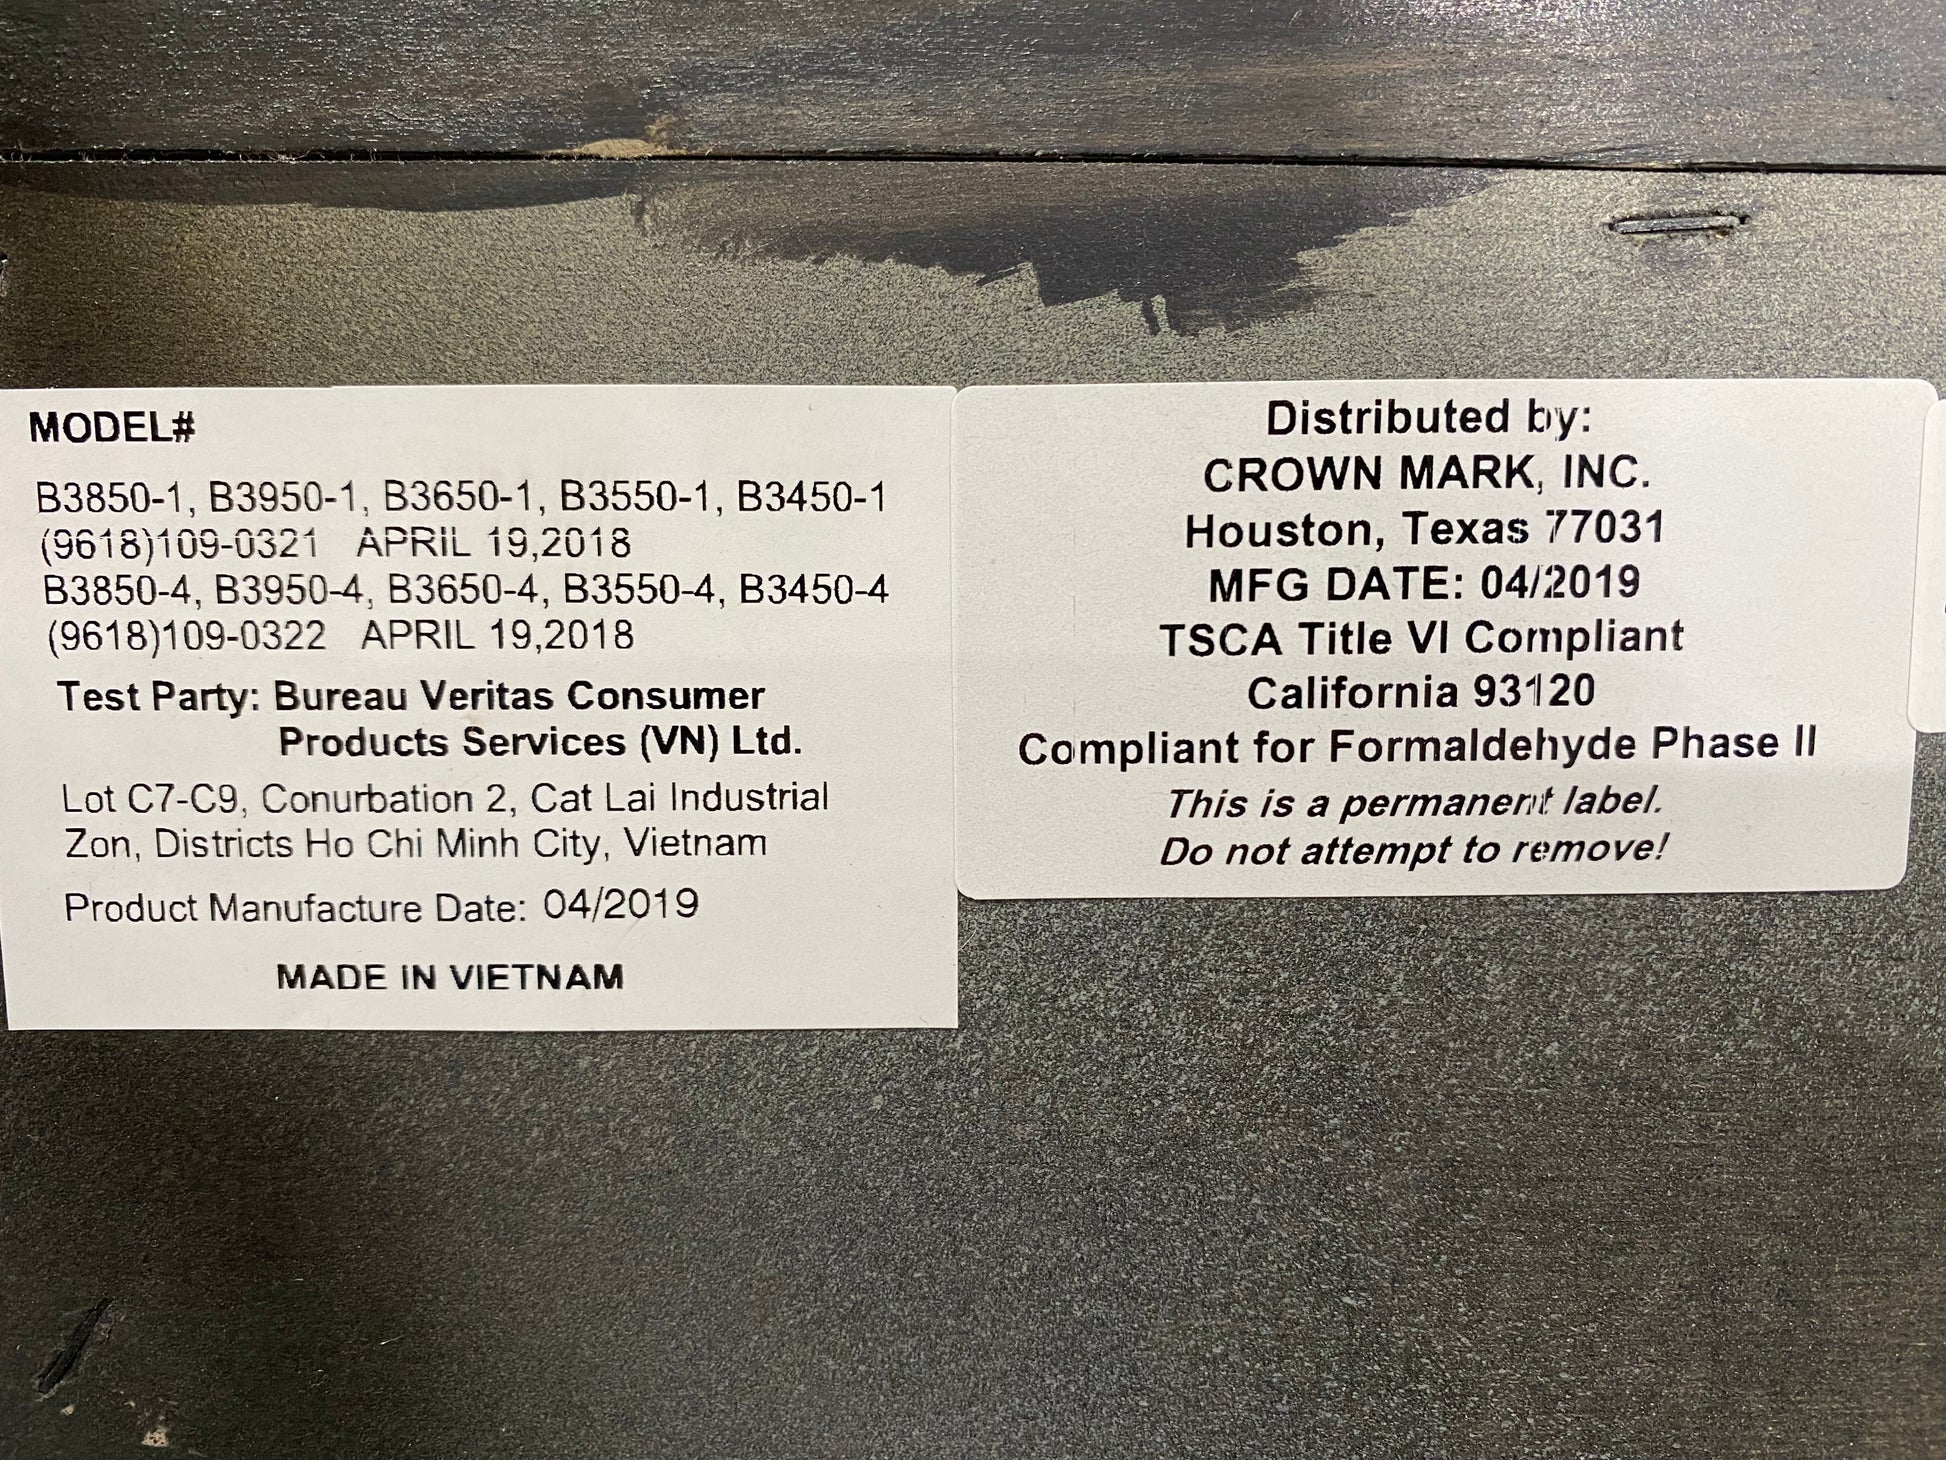 MODEL#
B3850-1, B3950-1, B3650-1, B3550-1, B3450-1
(9618)109-0321 APRIL 19,2018
B3850-4, B3950-4, B3650-4, B3550-4, B3450-4
(9618)109-0322 APRIL 19,2018
Test Party: Bureau Veritas Consumer
Products Services (VN) Ltd.
Lot C7-C9, Conurbation 2, Cat Lai Industrial
Zon, Districts Ho Chi Minh City, Vietnam
Product Manufacture Date: 04/2019
MADE IN VIETNAM
Distributed by:
CROWN MARK, INC.
Houston, Texas 77031
MFG DATE: 04/2019
TSCA Title VI Compliant
California 93120
Compliant for Formaldehyde Phase II
This is a permanent label.
Do not attempt to remove!